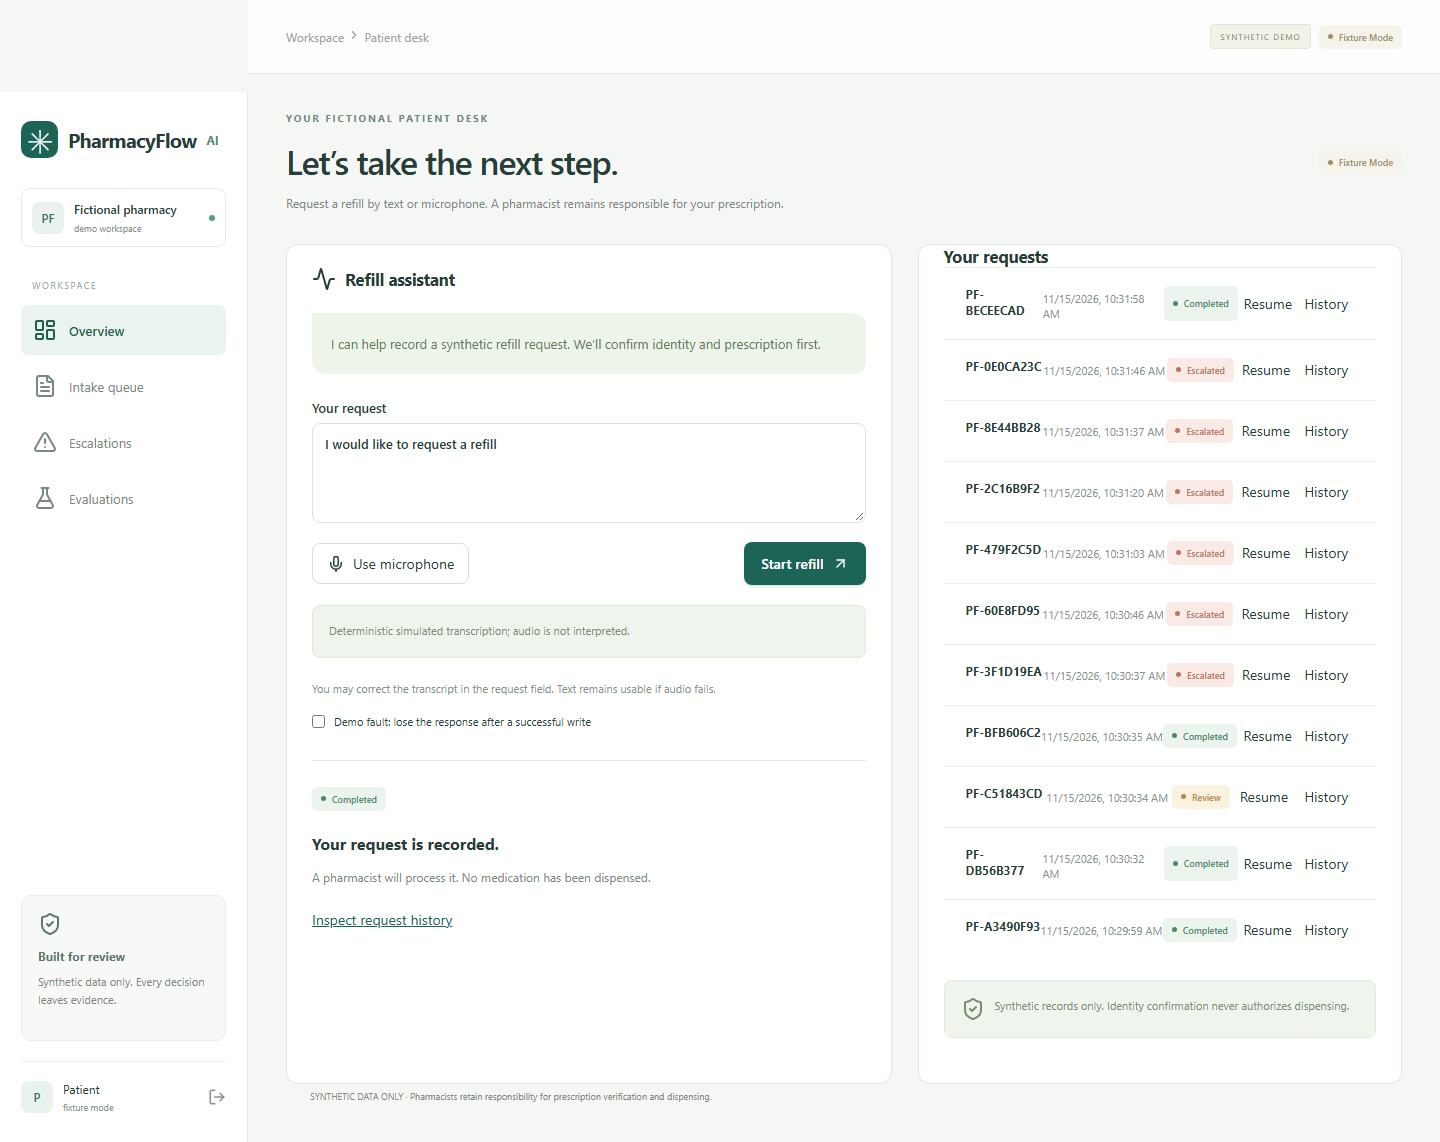 Workspace > Patient desk
SYNTHETIC DEMO
Fixture Mode
PharmacyFlow AI
PF
Fictional pharmacy
demo workspace
WORKSPACE
Overview
Intake queue
Escalations
Evaluations
Built for review
Synthetic data only. Every decision
leaves evidence.
P
Patient
fixture mode
YOUR FICTIONAL PATIENT DESK
Let’s take the next step.
Fixture Mode
Request a refill by text or microphone. A pharmacist remains responsible for your prescription.
Refill assistant
I can help record a synthetic refill request. We’ll confirm identity and prescription first.
Your request
I would like to request a refill
Use microphone
Start refill
Deterministic simulated transcription; audio is not interpreted.
You may correct the transcript in the request field. Text remains usable if audio fails.
Demo fault: lose the response after a successful write
Completed
Your request is recorded.
A pharmacist will process it. No medication has been dispensed.
Inspect request history
Your requests
PF-
BECEECAD
11/15/2026, 10:31:58
AM
Completed
Resume
History
PF-0E0CA23C 11/15/2026, 10:31:46 AM Escalated Resume History
PF-8E44BB28 11/15/2026, 10:31:37 AM Escalated Resume History
PF-2C16B9F2 11/15/2026, 10:31:20 AM Escalated Resume History
PF-479F2C5D 11/15/2026, 10:31:03 AM Escalated Resume History
PF-60E8FD95 11/15/2026, 10:30:46 AM Escalated Resume History
PF-3F1D19EA 11/15/2026, 10:30:37 AM Escalated Resume History
PF-BFB606C2 11/15/2026, 10:30:35 AM Completed Resume History
PF-C51843CD 11/15/2026, 10:30:34 AM Review Resume History
PF-
DB56B377
11/15/2026, 10:30:32
AM
Completed
Resume
History
PF-A3490F93 11/15/2026, 10:29:59 AM Completed Resume History
Synthetic records only. Identity confirmation never authorizes dispensing.
SYNTHETIC DATA ONLY · Pharmacists retain responsibility for prescription verification and dispensing.